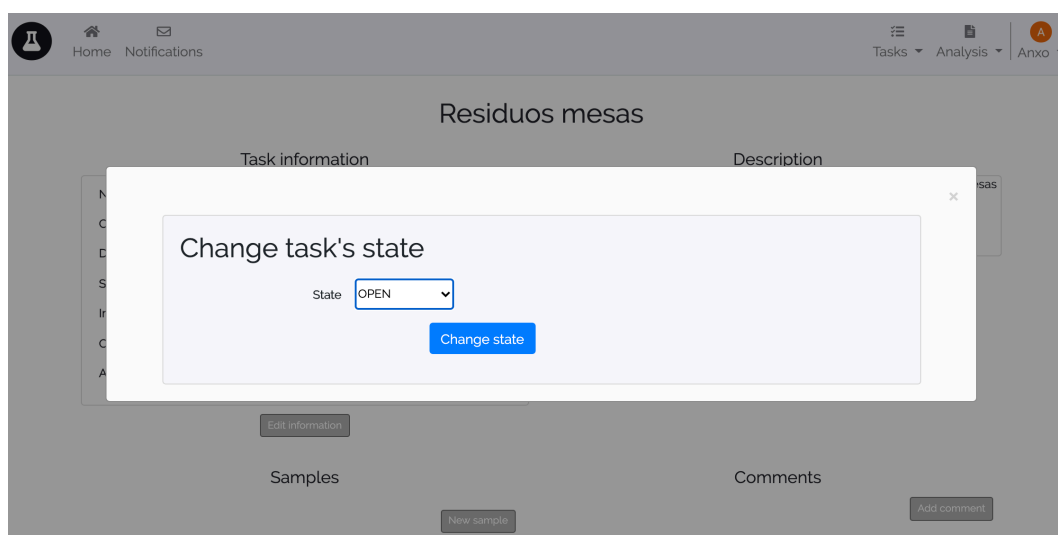 Home Notifications Tasks Analysis Anxo
A
Residuos mesas
Task information
Description
Change task's state
State OPEN
Change state
Edit information
Samples
Comments
New sample
Add comment